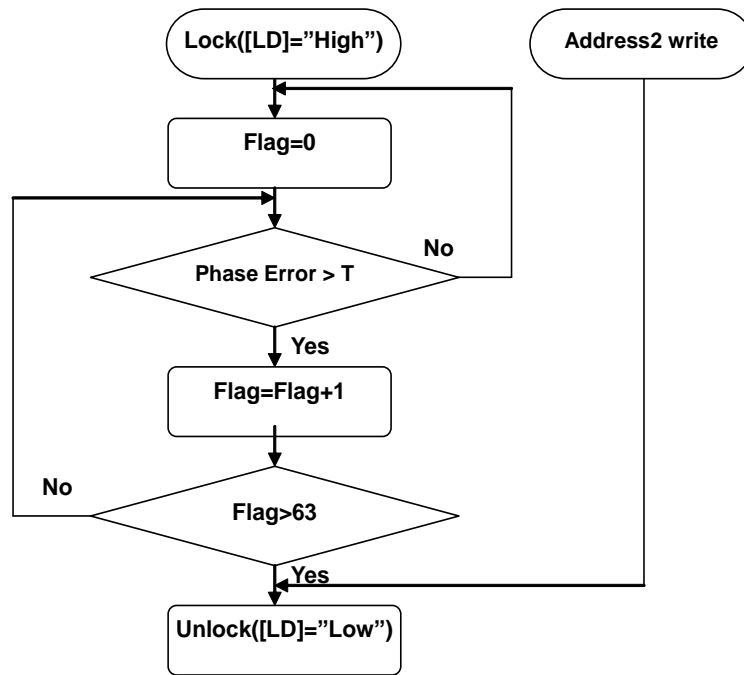 Lock([LD]=”High”)
Address2 write
Flag=0
No
Phase Error > T
Yes
Flag=Flag+1
No
Flag>63
Yes
Unlock([LD]=”Low”)